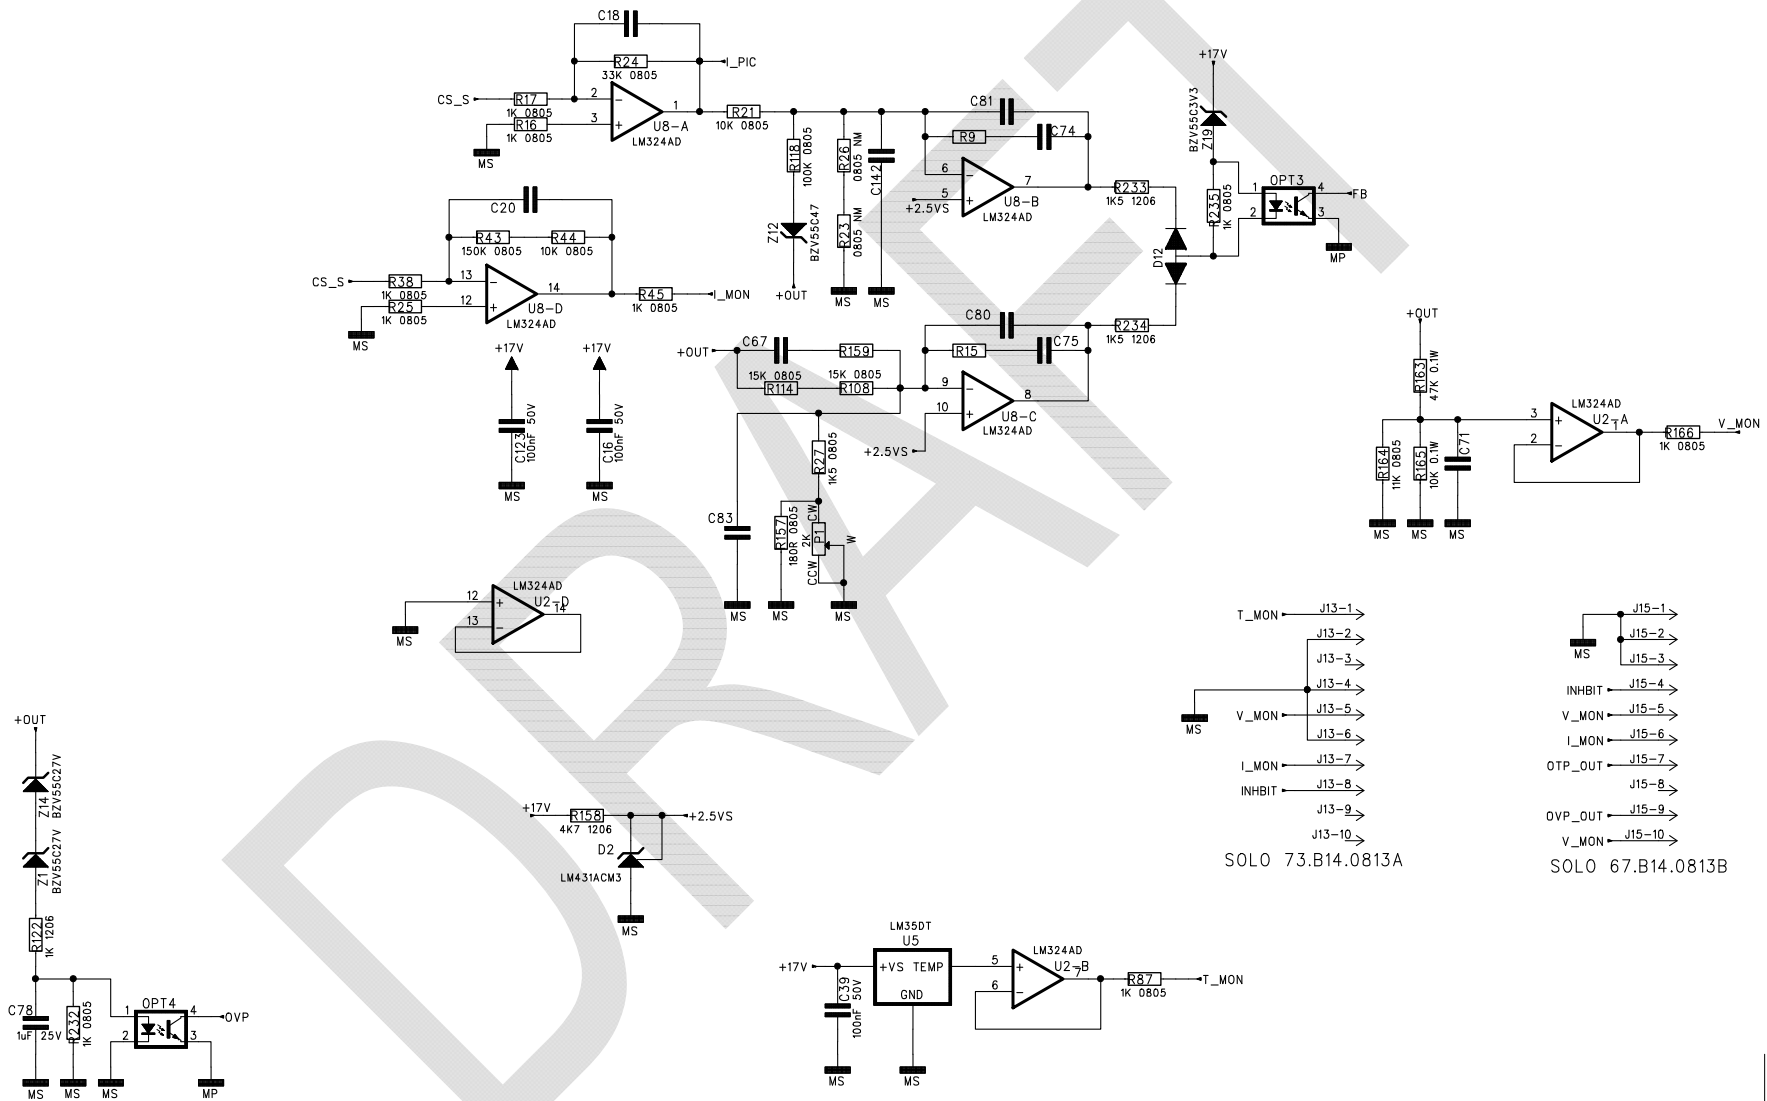 C18
R24
33K 0805
I_PIC
CS_S
R17
1K 0805
R16
1K 0805
MS
2
3
1
U8-A
LM324AD
R21
10K 0805
R118
100K 0805
Z12
BZV55C47
+OUT
R26
0805 NM
R23
0805 NM
MS
C142
MS
C81
R9
C74
6
5
7
+2.5VS
U8-B
LM324AD
R233
1K5 1206
D12
+17V
BZV55C3V3
Z19
R235
1K 0805
OPT3
1
2
4
3
FB
MP
C20
R43
150K 0805
R44
10K 0805
CS_S
R38
1K 0805
R25
1K 0805
MS
13
12
14
U8-D
LM324AD
R45
1K 0805
I_MON
+17V
C123
100nF 50V
MS
+17V
C16
100nF 50V
MS
+OUT
C67
R159
15K 0805
R114
15K 0805
R108
C80
R15
C75
9
10
8
U8-C
LM324AD
+2.5VS
R234
1K5 1206
R27
1K5 0805
C83
MS
R157
180R 0805
MS
2K
P1
CW
CCW
W
MS
+OUT
R163
47K 0.1W
R164
11K 0805
MS
R165
10K 0.1W
MS
C71
MS
3
2
LM324AD
U2-A
1
R166
1K 0805
V_MON
LM324AD
U2-D
12
13
14
MS
T_MON
J13-1
J13-2
J13-3
J13-4
MS
V_MON
J13-5
J13-6
I_MON
J13-7
INHBIT
J13-8
J13-9
J13-10
SOLO 73.B14.0813A
J15-1
MS
J15-2
J15-3
INHBIT
J15-4
V_MON
J15-5
I_MON
J15-6
OTP_OUT
J15-7
J15-8
OVP_OUT
J15-9
V_MON
J15-10
SOLO 67.B14.0813B
+OUT
Z14
BZV55C27V
Z1
BZV55C27V
R122
1K 1206
C78
1uF 25V
MS
R232
1K 0805
MS
OPT4
1
2
4
3
OVP
MS
MP
+17V
R158
4K7 1206
+2.5VS
D2
LM431ACM3
MS
+17V
C39
100nF 50V
MS
LM35DT
U5
+VS TEMP
GND
MS
5
6
LM324AD
U2-B
7
R87
1K 0805
T_MON
DRAFT